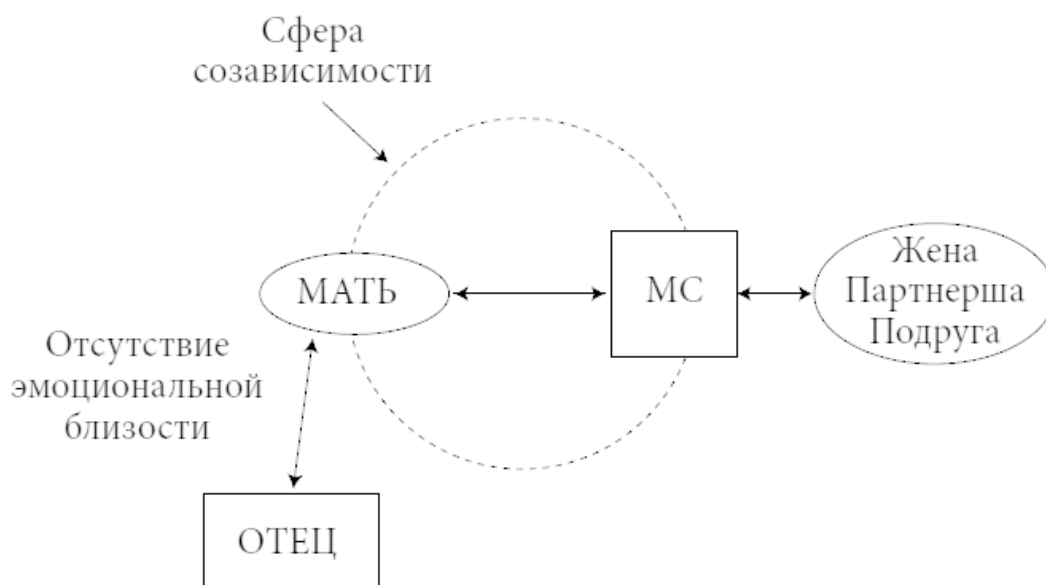 Сфера
созависимости
МАТЬ
МС
Жена
Партнерша
Подруга
Отсутствие
эмоциональной
близости
ОТЕЦ